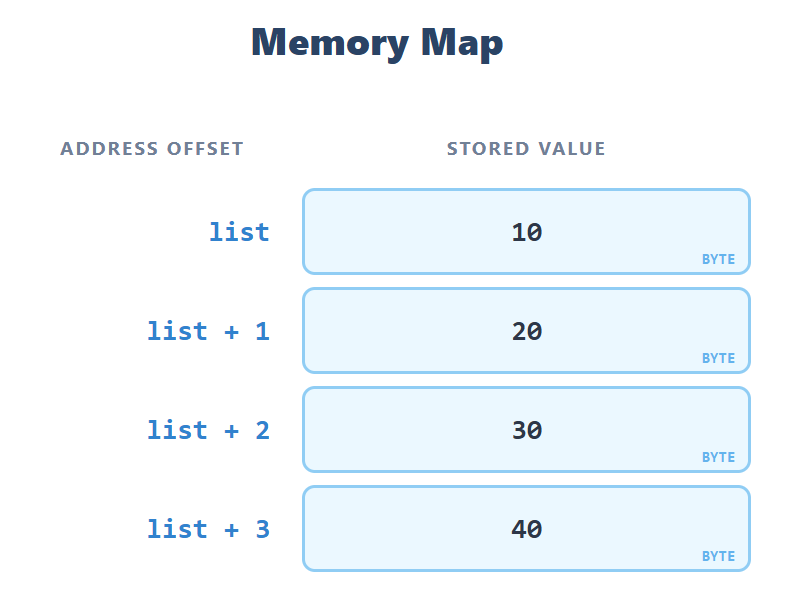 Memory Map
ADDRESS OFFSET STORED VALUE
list 10
BYTE
list + 1 20
BYTE
list + 2 30
BYTE
list + 3 40
BYTE